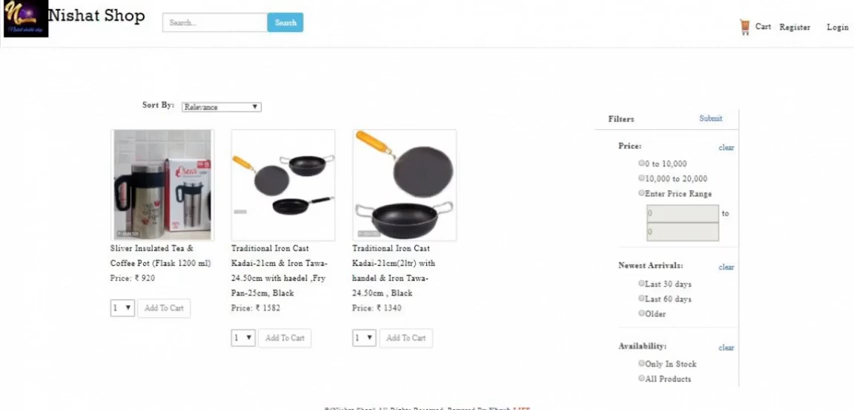 Nishat Shop
Search...
Search
Cart
Register
Login
Sort By:
Relevance
Sliver Insulated Tea &
Coffee Pot (Flask 1200 ml)
Price: ₹ 920
1
Add To Cart
Traditional Iron Cast
Kadai-21cm & Iron Tawa-
24.50cm with haedel ,Fry
Pan-25cm, Black
Price: ₹ 1582
1
Add To Cart
Traditional Iron Cast
Kadai-21cm(2ltr) with
handel & Iron Tawa-
24.50cm , Black
Price: ₹ 1340
1
Add To Cart
Filters
Submit
Price:
clear
0 to 10,000
10,000 to 20,000
Enter Price Range
0
to
0
Newest Arrivals:
clear
Last 30 days
Last 60 days
Older
Availability:
clear
Only In Stock
All Products